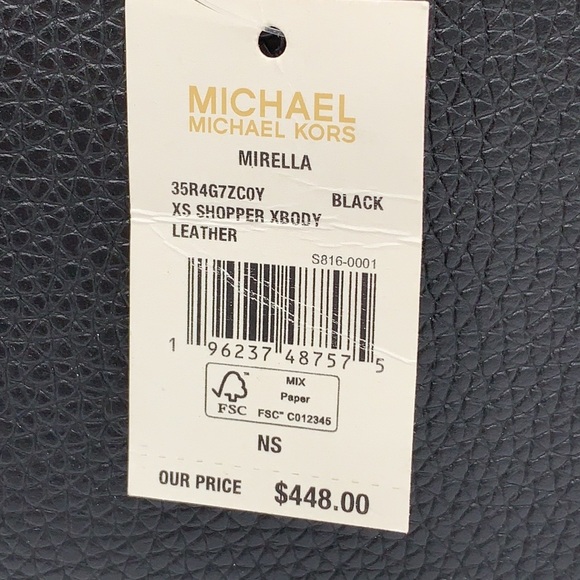 MICHAEL
MICHAEL KORS
MIRELLA
35R4G7ZC0Y BLACK
XS SHOPPER XBODY
LEATHER
S816-0001
1 96237 48757 5
FSC
MIX
Paper
FSC™ C012345
NS
OUR PRICE $448.00